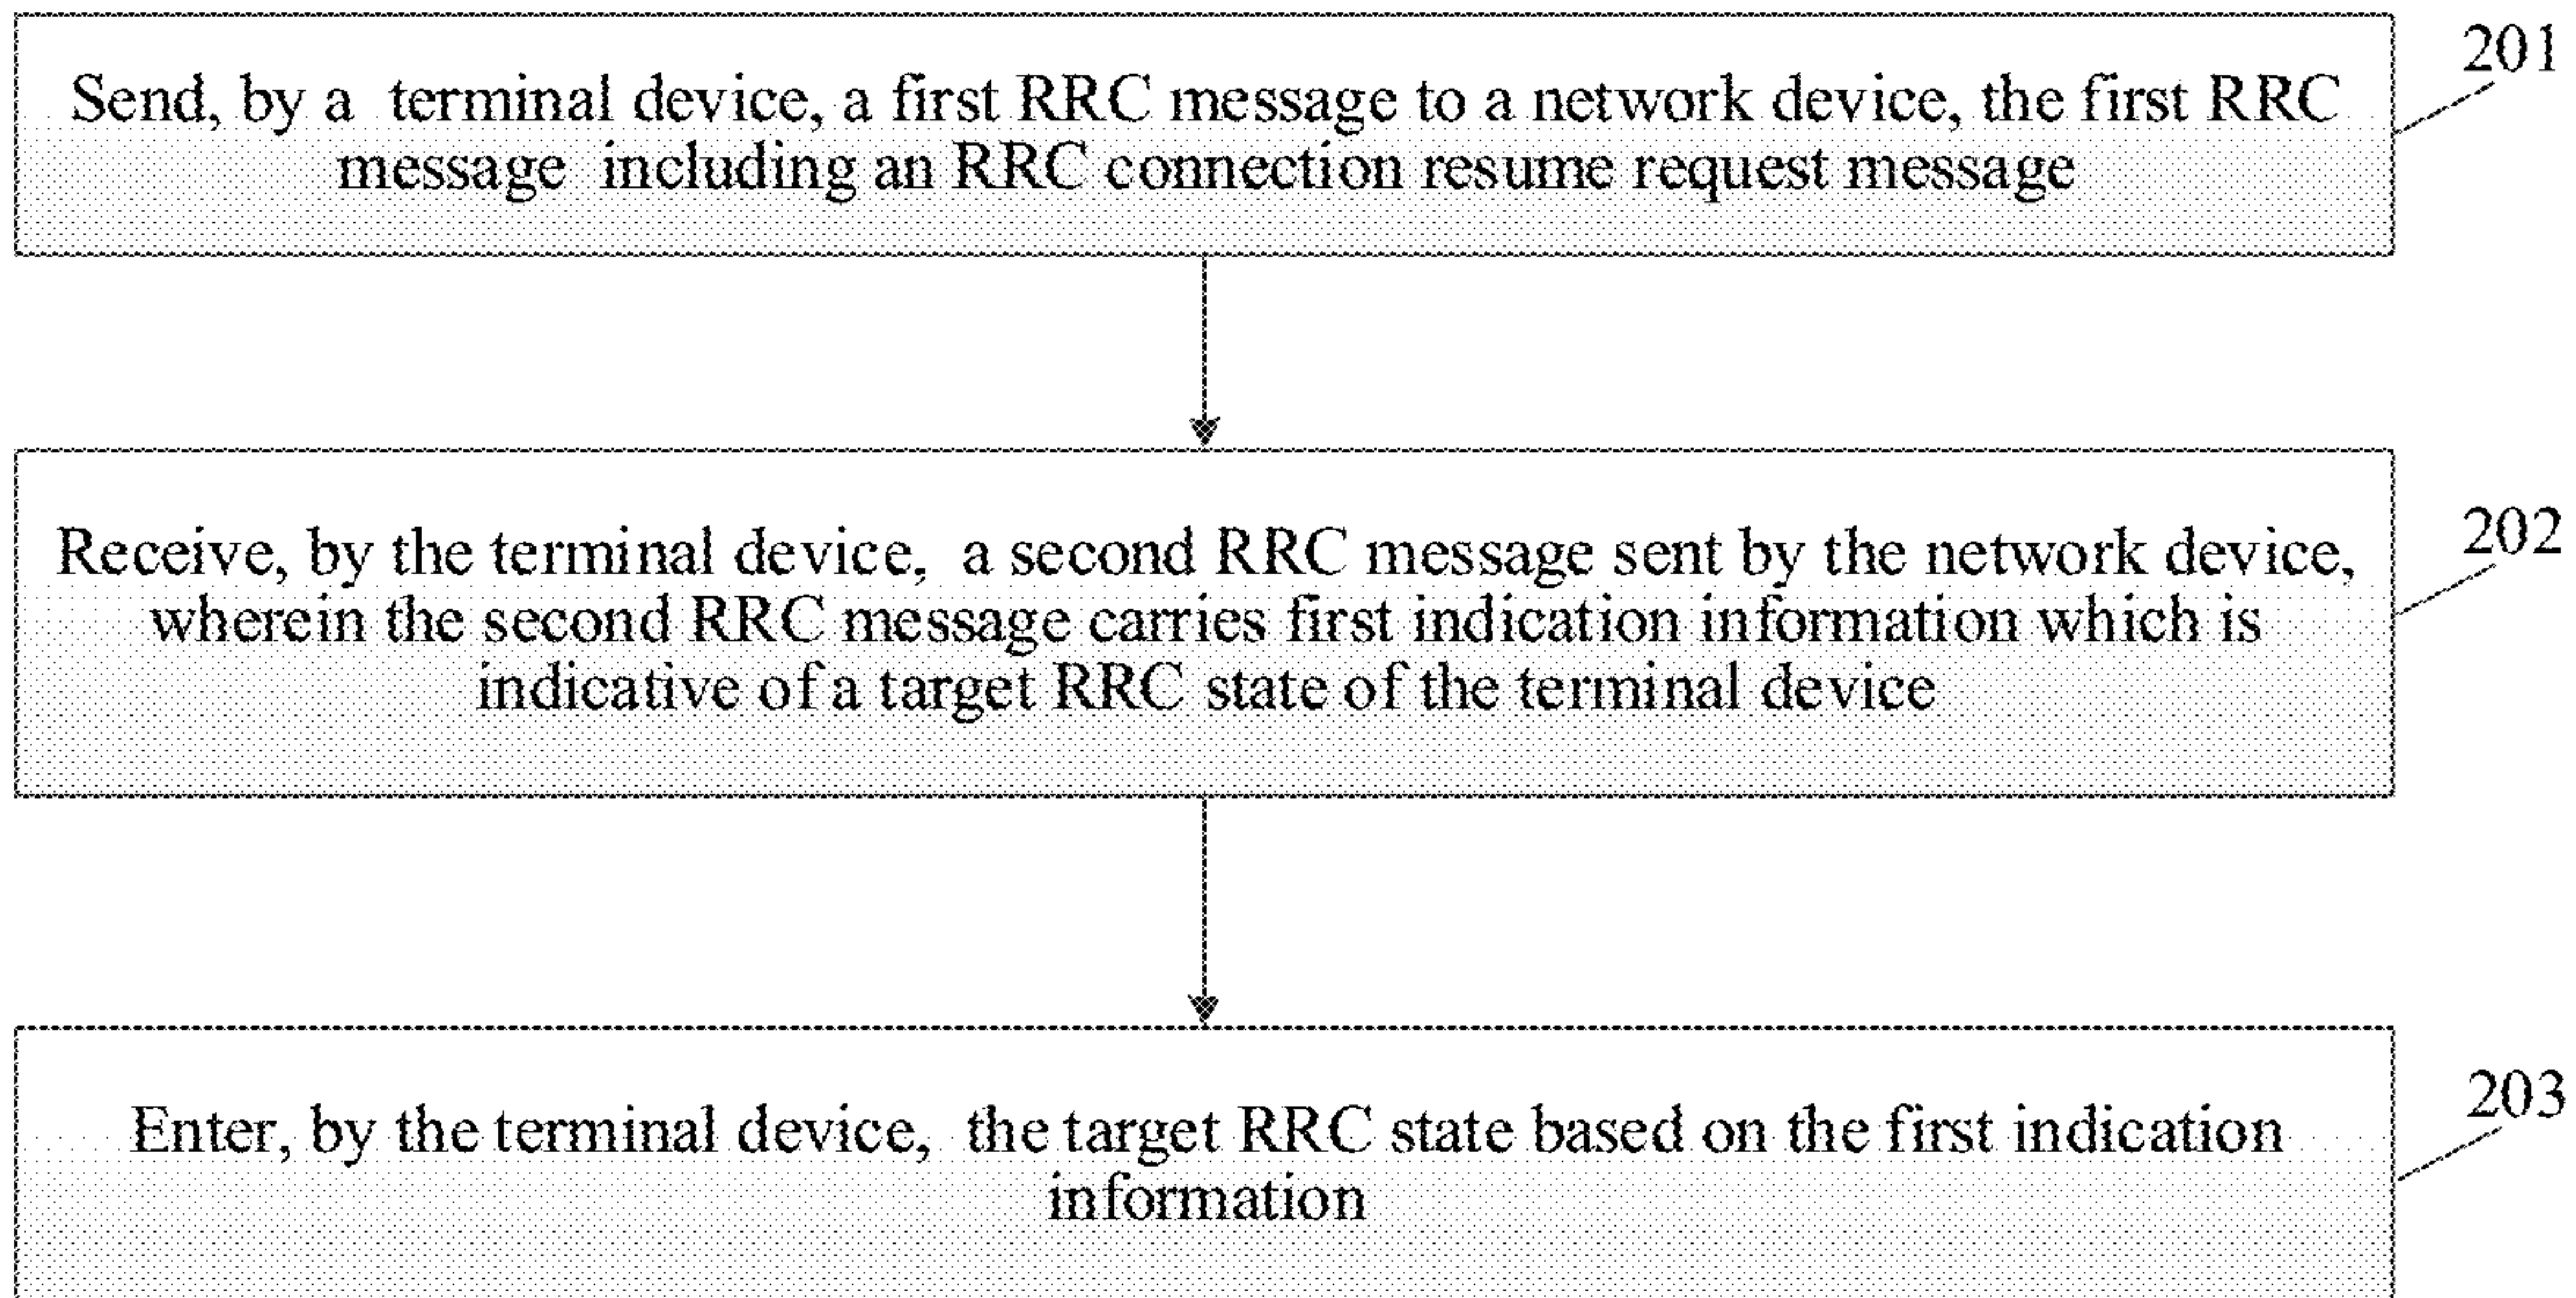 201
Send, by a terminal device, a first RRC message to a network device, the first RRC
message including an RRC connection resume request message
202
Receive, by the terminal device, a second RRC message sent by the network device,
wherein the second RRC message carries first indication information which is
indicative of a target RRC state of the terminal device
203
Enter, by the terminal device, the target RRC state based on the first indication
information